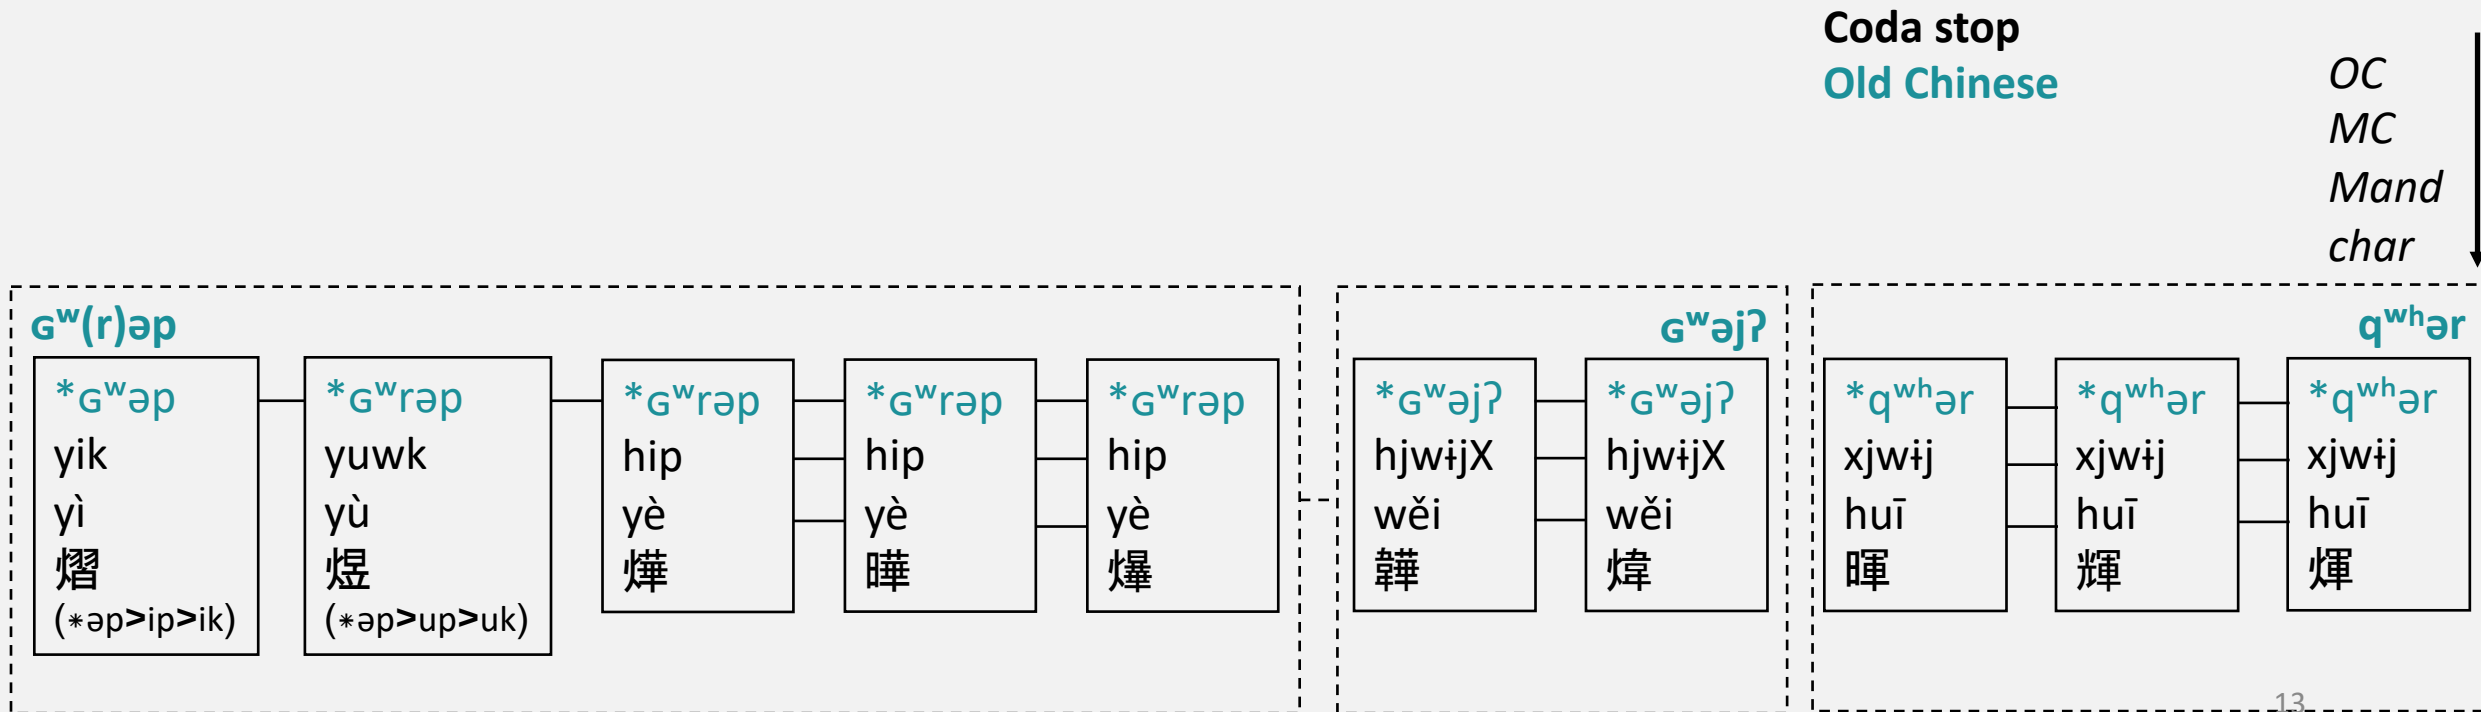 Coda stop
Old Chinese
OC
MC
Mand
char
ɢʷ(r)əp
*ɢʷəp
yik
yì
熠
(*əp>ip>ik)
*ɢʷrəp
yuwk
yù
煜
(*əp>up>uk)
*ɢʷrəp
hip
yè
燁
*ɢʷrəp
hip
yè
曄
*ɢʷrəp
hip
yè
爗
ɢʷəjʔ
*ɢʷəjʔ
hjwɨjX
wěi
韡
*ɢʷəjʔ
hjwɨjX
wěi
煒
qʷʰər
*qʷʰər
xjwɨj
huī
暉
*qʷʰər
xjwɨj
huī
輝
*qʷʰər
xjwɨj
huī
煇
13